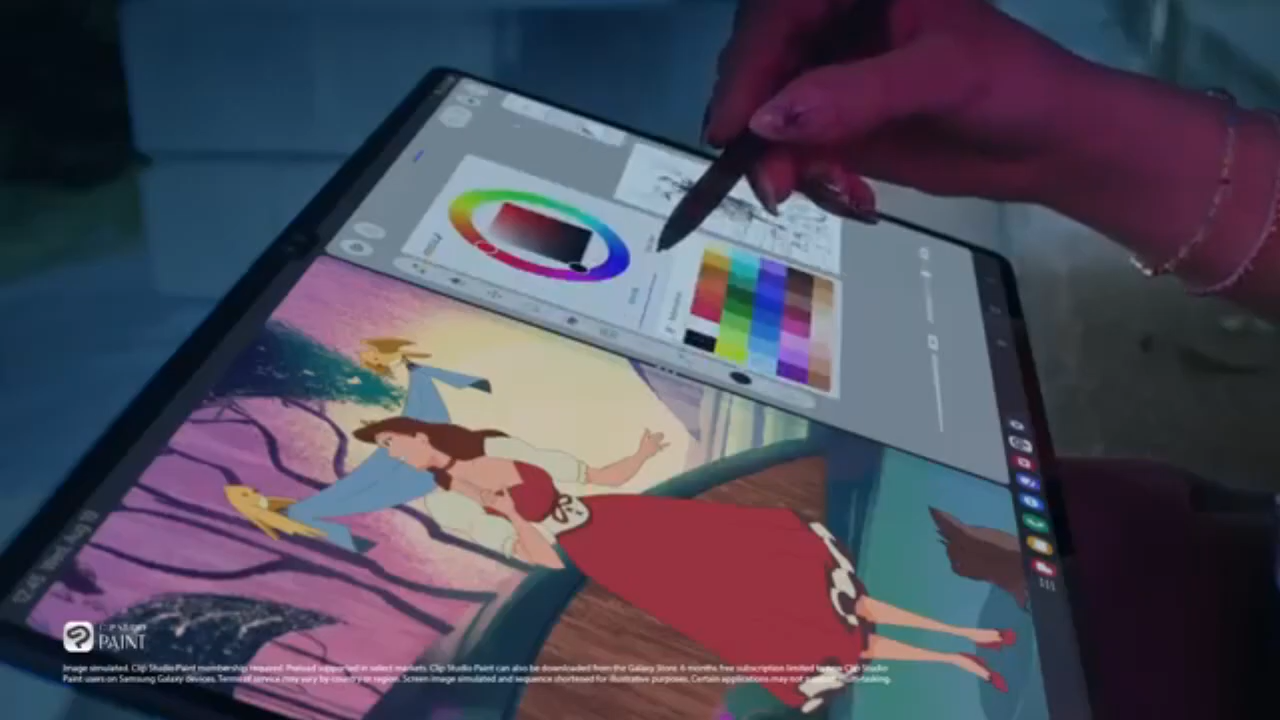 CLIP STUDIO
PAINT
Image simulated. Clip Studio Paint membership required. Preload supported in select markets. Clip Studio Paint can also be downloaded from the Galaxy Store. 6 months free subscription limited to new Clip Studio
Paint users on Samsung Galaxy devices. Terms of service may vary by country or region. Screen image simulated and sequence shortened for illustrative purposes. Certain applications may not support multi-tasking.